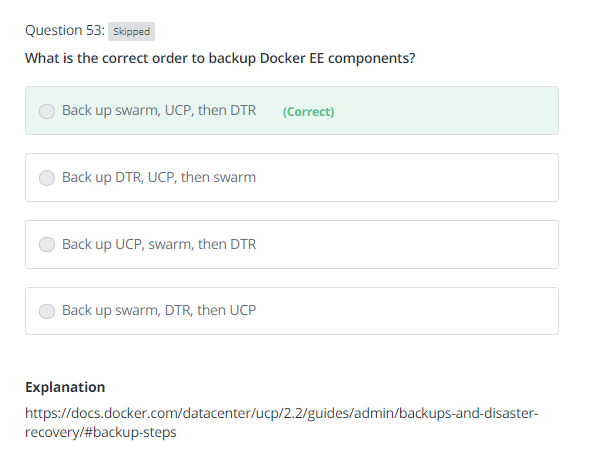 Question 53: Skipped
What is the correct order to backup Docker EE components?
Back up swarm, UCP, then DTR (Correct)
Back up DTR, UCP, then swarm
Back up UCP, swarm, then DTR
Back up swarm, DTR, then UCP
Explanation
https://docs.docker.com/datacenter/ucp/2.2/guides/admin/backups-and-disaster-
recovery/#backup-steps